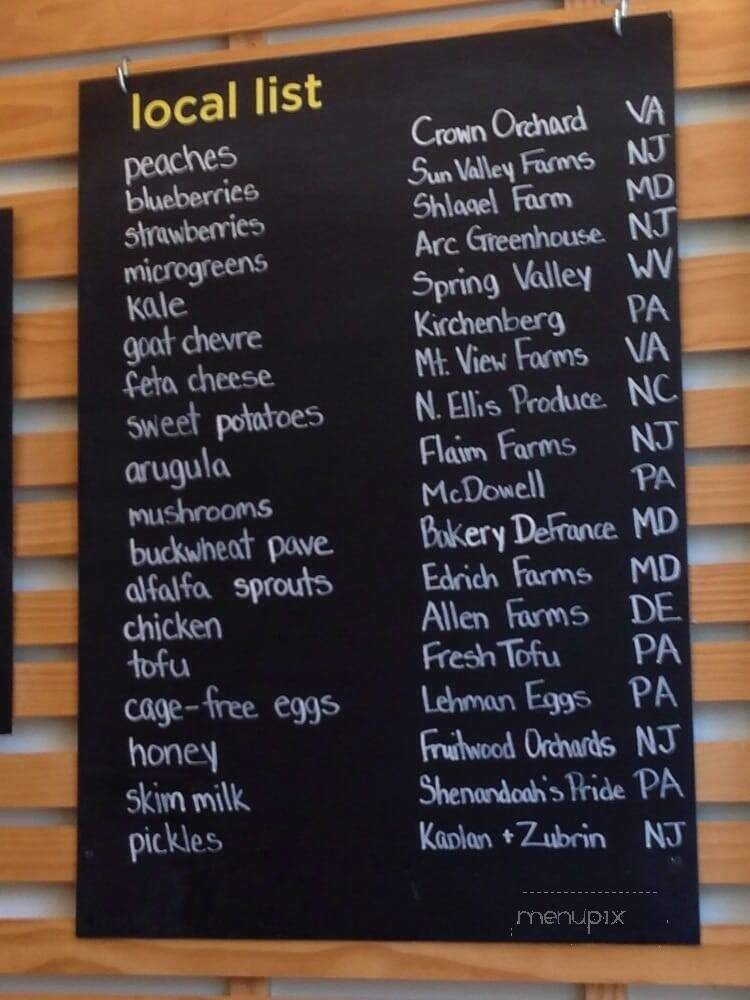 local list
peaches Crown Orchard VA
blueberries Sun Valley Farms NJ
strawberries Shlagel Farm MD
microgreens Arc Greenhouse NJ
kale Spring Valley WV
goat chevre Kirchenberg PA
feta cheese Mt. View Farms VA
sweet potatoes N. Ellis Produce NC
arugula Flaim Farms NJ
mushrooms McDowell PA
buckwheat pave Bakery DeFrance MD
alfalfa sprouts Edrich Farms MD
chicken Allen Farms DE
tofu Fresh Tofu PA
cage-free eggs Lehman Eggs PA
honey Fruitwood Orchards NJ
skim milk Shenandoah's Pride PA
pickles Kaplan + Zubrin NJ
menupix